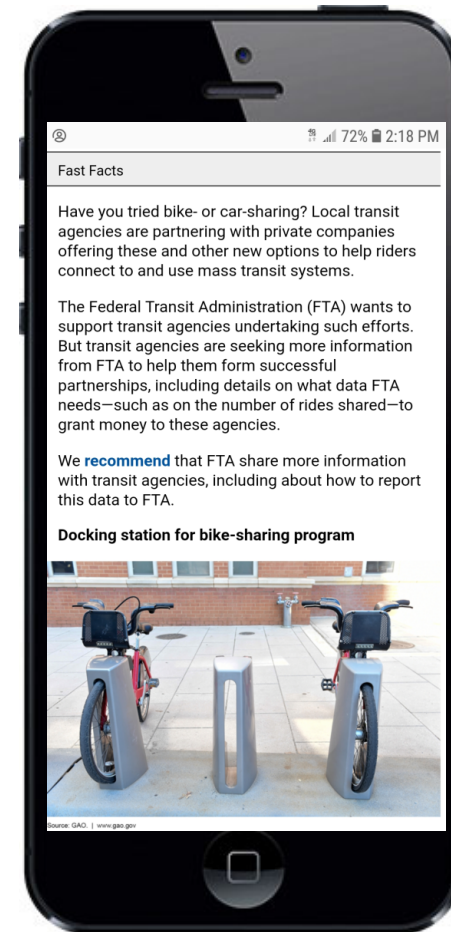 72% 2:18 PM
Fast Facts
Have you tried bike- or car-sharing? Local transit
agencies are partnering with private companies
offering these and other new options to help riders
connect to and use mass transit systems.
The Federal Transit Administration (FTA) wants to
support transit agencies undertaking such efforts.
But transit agencies are seeking more information
from FTA to help them form successful
partnerships, including details on what data FTA
needs—such as on the number of rides shared—to
grant money to these agencies.
We recommend that FTA share more information
with transit agencies, including about how to report
this data to FTA.
Docking station for bike-sharing program
Source: GAO. | www.gao.gov